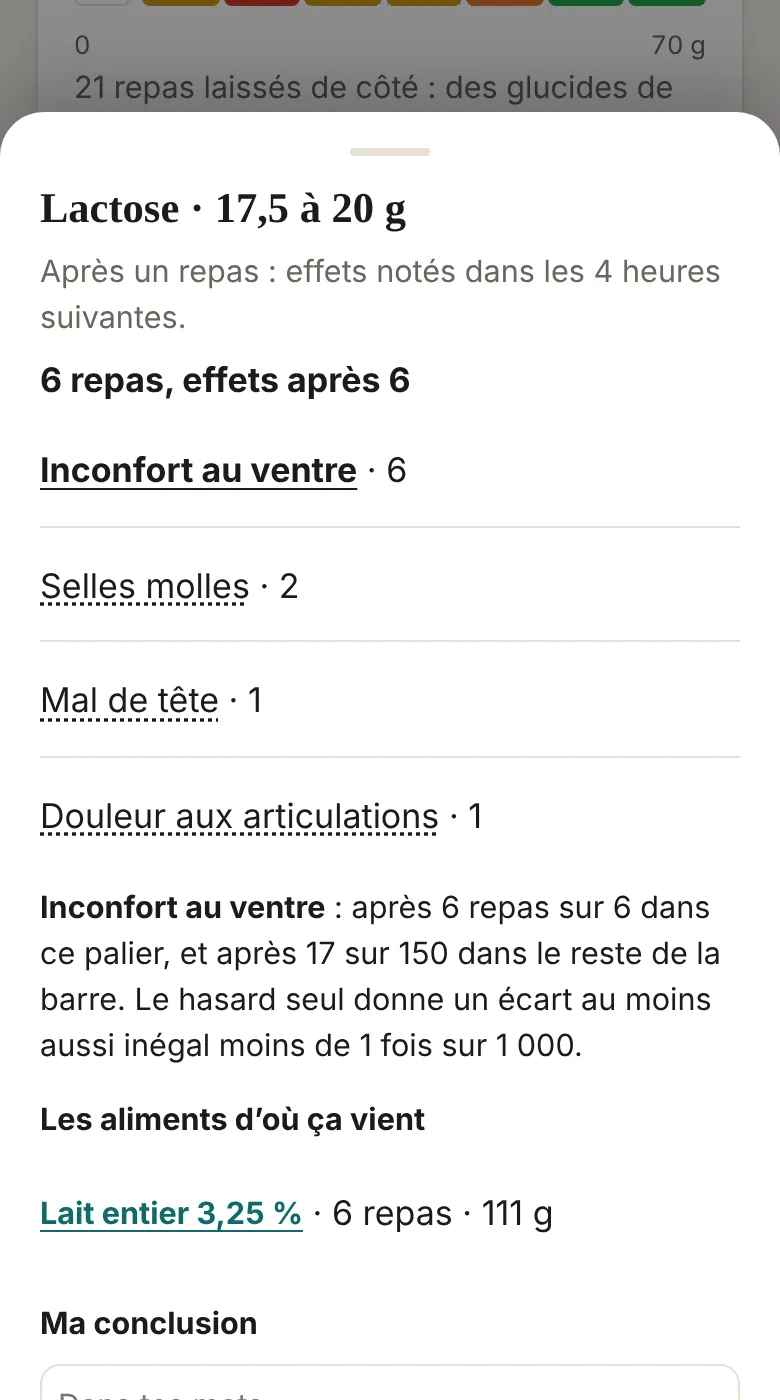 0 70 g
21 repas laissés de côté : des glucides de
Lactose · 17,5 à 20 g
Après un repas : effets notés dans les 4 heures
suivantes.
6 repas, effets après 6
Inconfort au ventre · 6
Selles molles · 2
Mal de tête · 1
Douleur aux articulations · 1
Inconfort au ventre : après 6 repas sur 6 dans
ce palier, et après 17 sur 150 dans le reste de la
barre. Le hasard seul donne un écart au moins
aussi inégal moins de 1 fois sur 1 000.
Les aliments d’où ça vient
Lait entier 3,25 % · 6 repas · 111 g
Ma conclusion